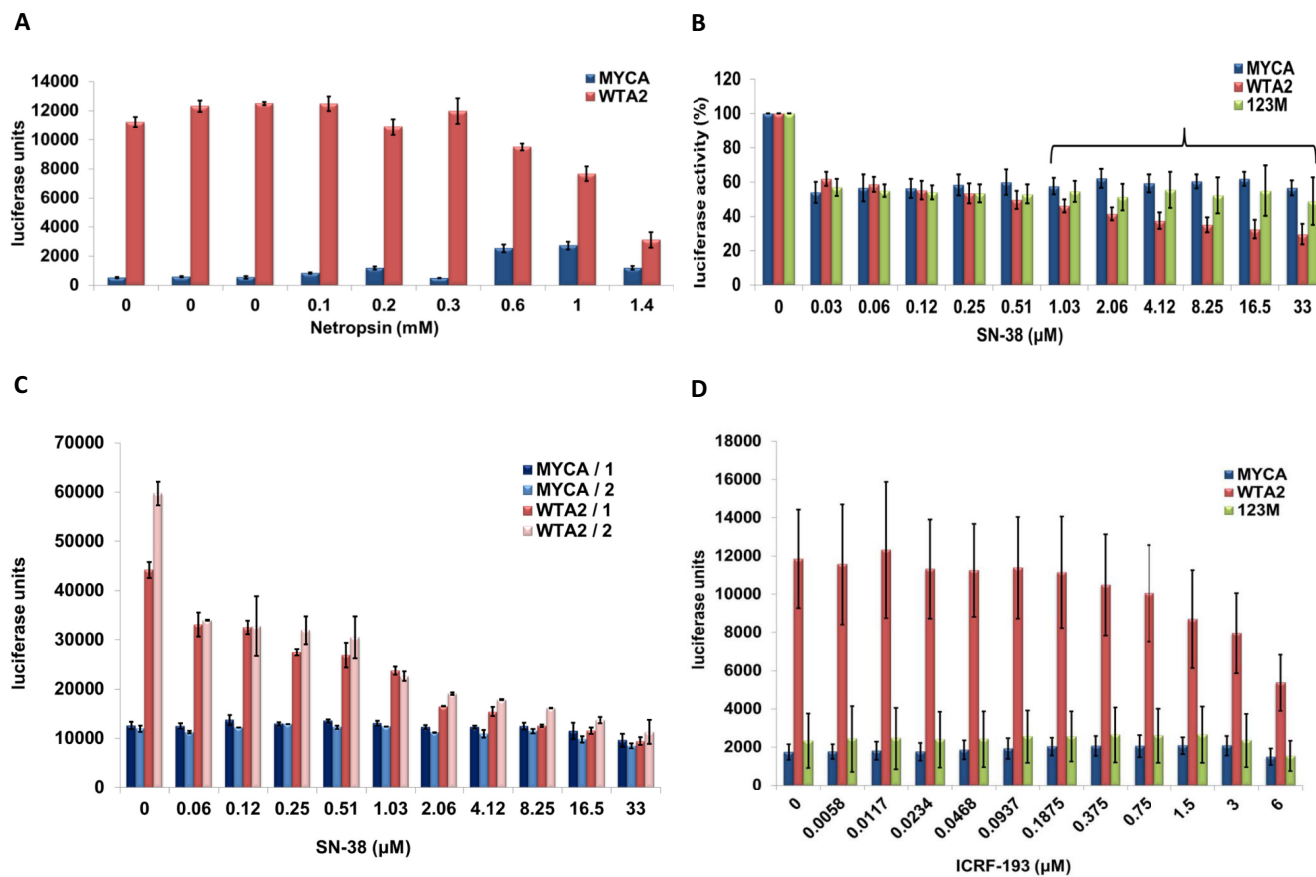 A
14000
12000
10000
8000
6000
4000
2000
0
luciferase units
MYCA
WTA2
0 0 0 0.1 0.2 0.3 0.6 1 1.4
Netropsin (mM)
B
120
100
80
60
40
20
0
luciferase activity (%)
MYCA
WTA2
123M
0 0.03 0.06 0.12 0.25 0.51 1.03 2.06 4.12 8.25 16.5 33
SN-38 (µM)
C
70000
60000
50000
40000
30000
20000
10000
0
luciferase units
MYCA / 1
MYCA / 2
WTA2 / 1
WTA2 / 2
0 0.06 0.12 0.25 0.51 1.03 2.06 4.12 8.25 16.5 33
SN-38 (µM)
D
18000
16000
14000
12000
10000
8000
6000
4000
2000
0
luciferase units
MYCA
WTA2
123M
0 0.0058 0.0117 0.0234 0.0468 0.0937 0.1875 0.375 0.75 1.5 3 6
ICRF-193 (µM)